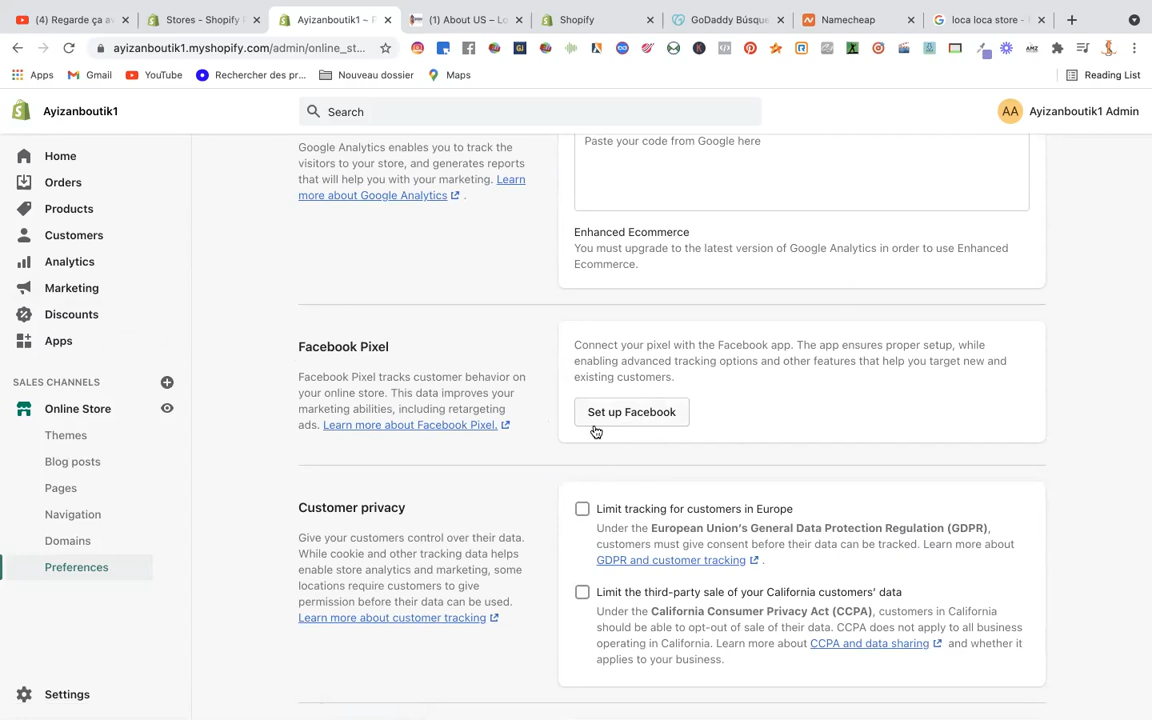 (1) Regarde ça av
Stores - Shopify
Ayizanboutik1 ~ P
(1) About US – Lo
Shopify
GoDaddy Búsque
Namecheap
loca loca store -
ayizanboutik1.myshopify.com/admin/online_st...
Apps
Gmail
YouTube
Rechercher des pr...
Nouveau dossier
Maps
Reading List
Ayizanboutik1
Search
AA
Ayizanboutik1 Admin
Home
Orders
Products
Customers
Analytics
Marketing
Discounts
Apps
SALES CHANNELS
Online Store
Themes
Blog posts
Pages
Navigation
Domains
Preferences
Settings
Google Analytics enables you to track the
visitors to your store, and generates reports
that will help you with your marketing. Learn
more about Google Analytics .
Paste your code from Google here
Enhanced Ecommerce
You must upgrade to the latest version of Google Analytics in order to use Enhanced
Ecommerce.
Facebook Pixel
Facebook Pixel tracks customer behavior on
your online store. This data improves your
marketing abilities, including retargeting
ads. Learn more about Facebook Pixel.
Connect your pixel with the Facebook app. The app ensures proper setup, while
enabling advanced tracking options and other features that help you target new and
existing customers.
Set up Facebook
Customer privacy
Give your customers control over their data.
While cookie and other tracking data helps
enable store analytics and marketing, some
locations require customers to give
permission before their data can be used.
Learn more about customer tracking
Limit tracking for customers in Europe
Under the European Union's General Data Protection Regulation (GDPR),
customers must give consent before their data can be tracked. Learn more about
GDPR and customer tracking .
Limit the third-party sale of your California customers' data
Under the California Consumer Privacy Act (CCPA), customers in California
should be able to opt-out of sale of their data. CCPA does not apply to all business
operating in California. Learn more about CCPA and data sharing and whether it
applies to your business.